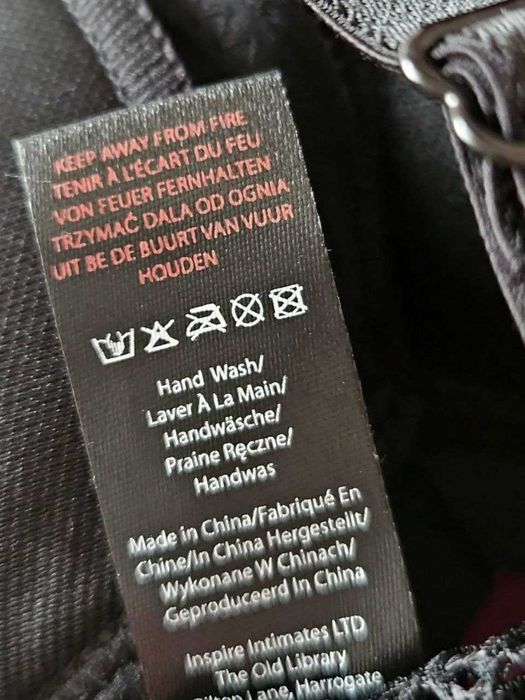 KEEP AWAY FROM FIRE
TENIR À L'ÉCART DU FEU
VON FEUER FERNHALTEN
TRZYMAĆ DALA OD OGNIA
UIT BE DE BUURT VAN VUUR
HOUDEN
Hand Wash/
Laver À La Main/
Handwäsche/
Praine Ręczne/
Handwas
Made in China/Fabriqué En
Chine/In China Hergestellt/
Wykonane W Chinach/
Geproduceerd In China
Inspire Intimates LTD
The Old Library
Lane, Harrogate